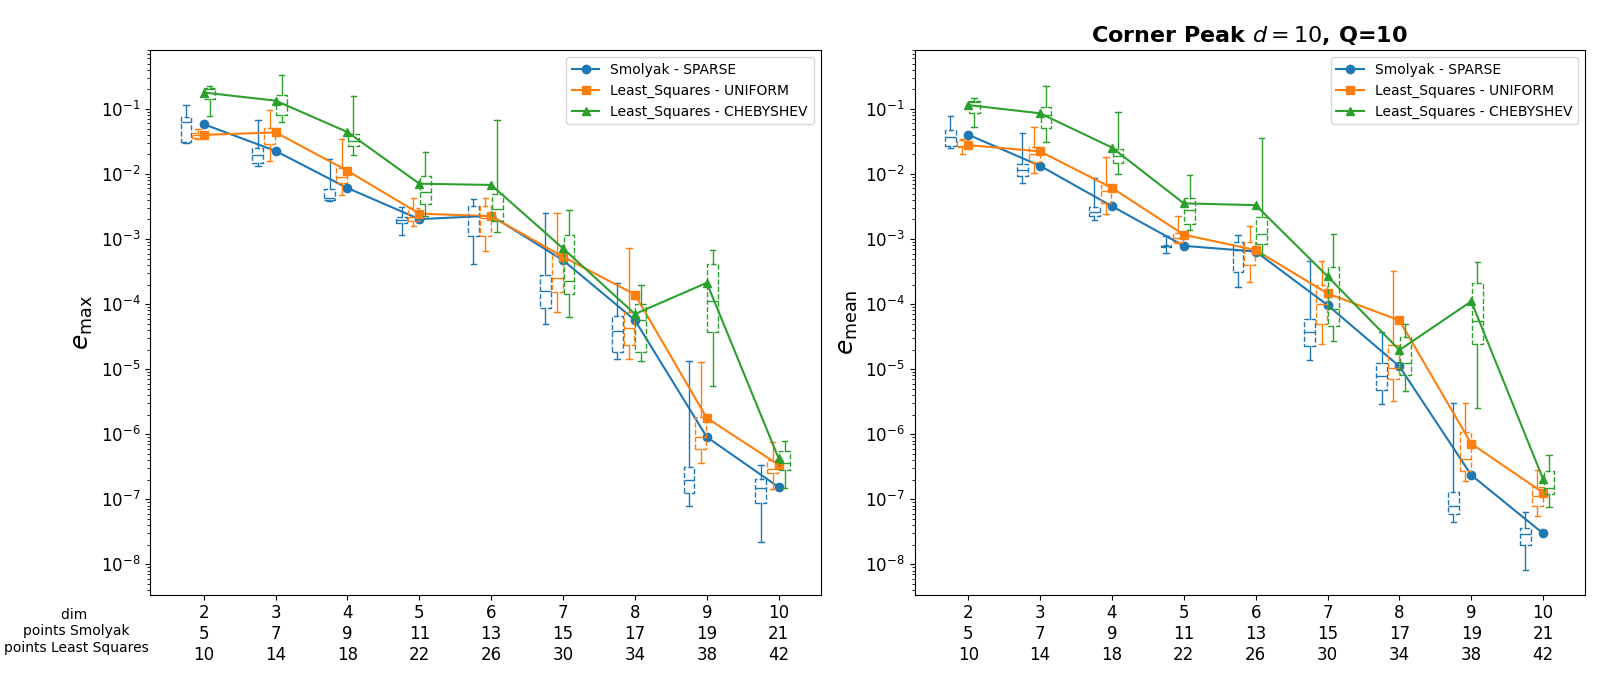 Corner Peak d = 10, Q=10
Smolyak - SPARSE
Least_Squares - UNIFORM
Least_Squares - CHEBYSHEV
Smolyak - SPARSE
Least_Squares - UNIFORM
Least_Squares - CHEBYSHEV
e_max
10⁻¹
10⁻²
10⁻³
10⁻⁴
10⁻⁵
10⁻⁶
10⁻⁷
10⁻⁸
e_mean
10⁻¹
10⁻²
10⁻³
10⁻⁴
10⁻⁵
10⁻⁶
10⁻⁷
10⁻⁸
dim 2 3 4 5 6 7 8 9 10 2 3 4 5 6 7 8 9 10
points Smolyak 5 7 9 11 13 15 17 19 21 5 7 9 11 13 15 17 19 21
points Least Squares 10 14 18 22 26 30 34 38 42 10 14 18 22 26 30 34 38 42